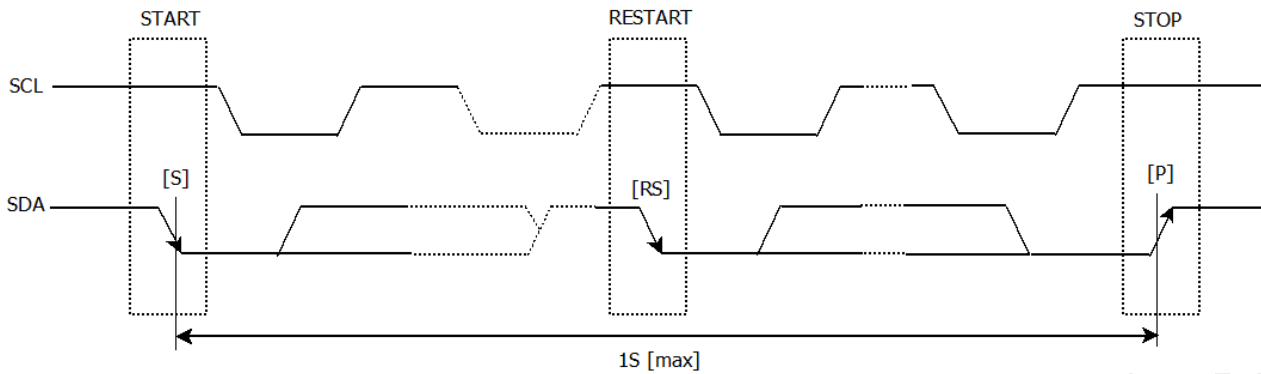 START RESTART STOP
SCL
[S] [RS] [P]
SDA
1S [max]